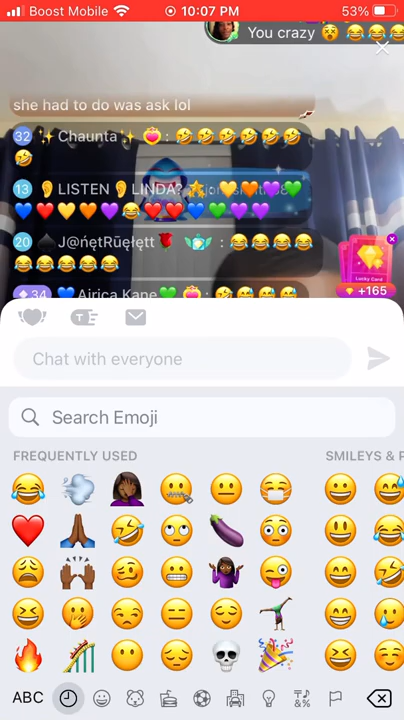 Boost Mobile 10:07 PM 53%
You crazy 😵 😂😂😂
she had to do was ask lol
32 ✨ Chaunta ✨ : 🤣🤣🤣🤣🤣🤣
🤣
13 👂 LISTEN 👂 LINDA?
20 J@ńętRūęłętt 🌹 : 😂😂😂😂
😂😂😂😂😂
34 💙 Airica Kane 💚
Lucky Card
+165
Chat with everyone
Search Emoji
FREQUENTLY USED SMILEYS & P
ABC